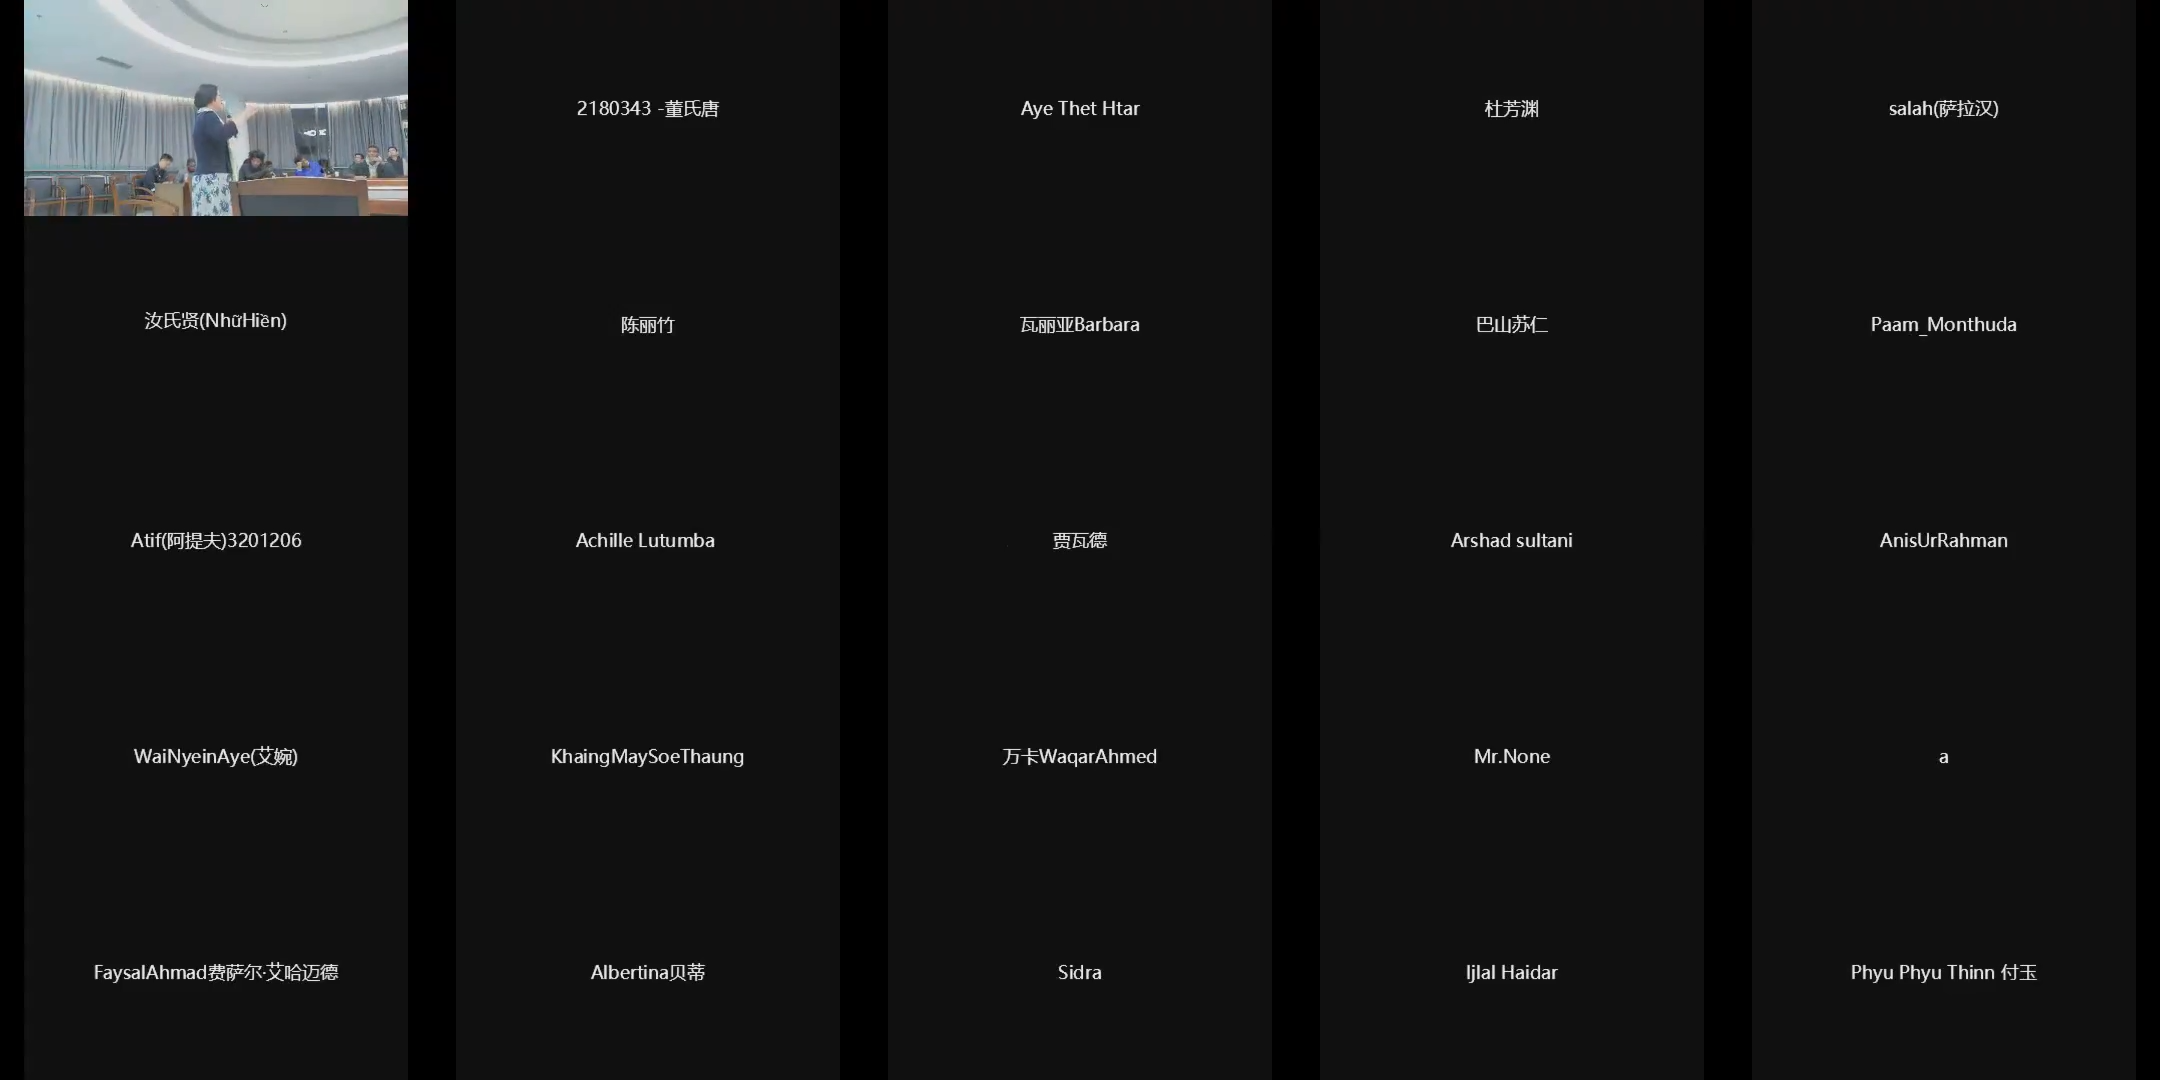 2180343 -董氏唐
Aye Thet Htar
杜芳渊
salah(萨拉汉)
汝氏贤(NhữHiền)
陈丽竹
瓦丽亚Barbara
巴山苏仁
Paam_Monthuda
Atif(阿提夫)3201206
Achille Lutumba
贾瓦德
Arshad sultani
AnisUrRahman
WaiNyeinAye(艾婉)
KhaingMaySoeThaung
万卡WaqarAhmed
Mr.None
a
FaysalAhmad费萨尔·艾哈迈德
Albertina贝蒂
Sidra
Ijlal Haidar
Phyu Phyu Thinn 付玉